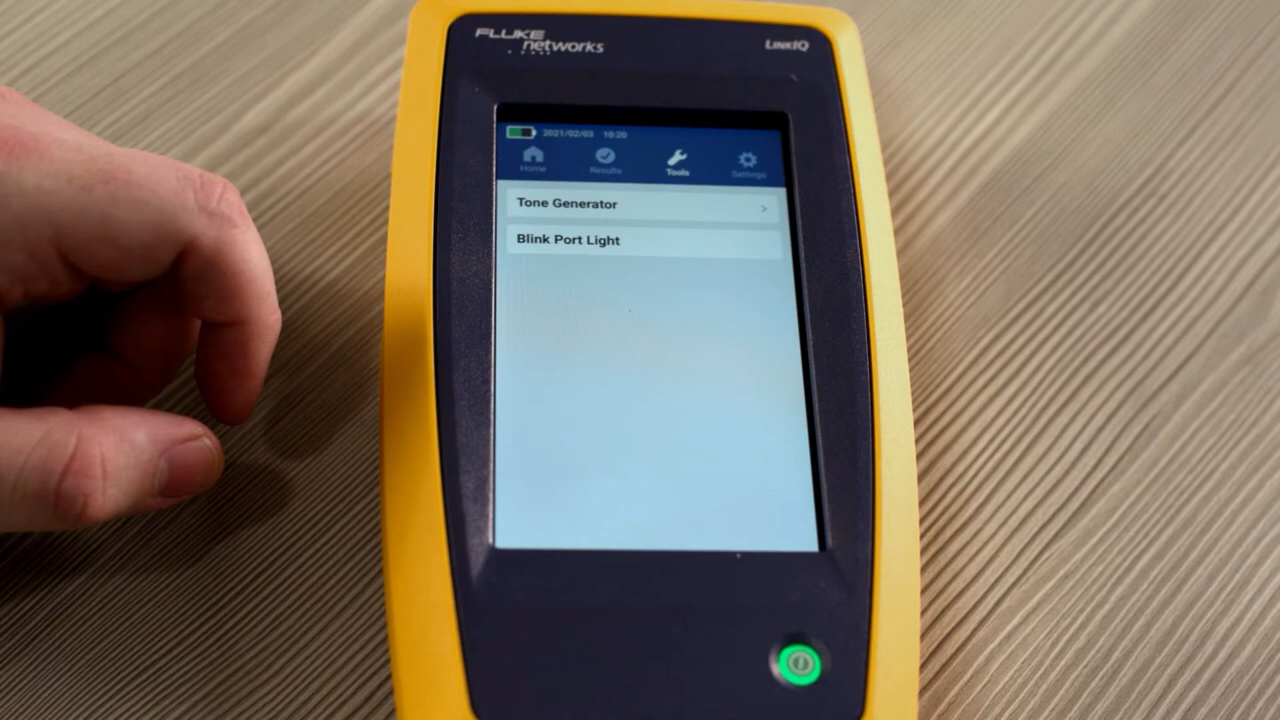 FLUKE
networks
LINKIQ
2021/02/03 10:20
Home Results Tools Settings
Tone Generator
Blink Port Light